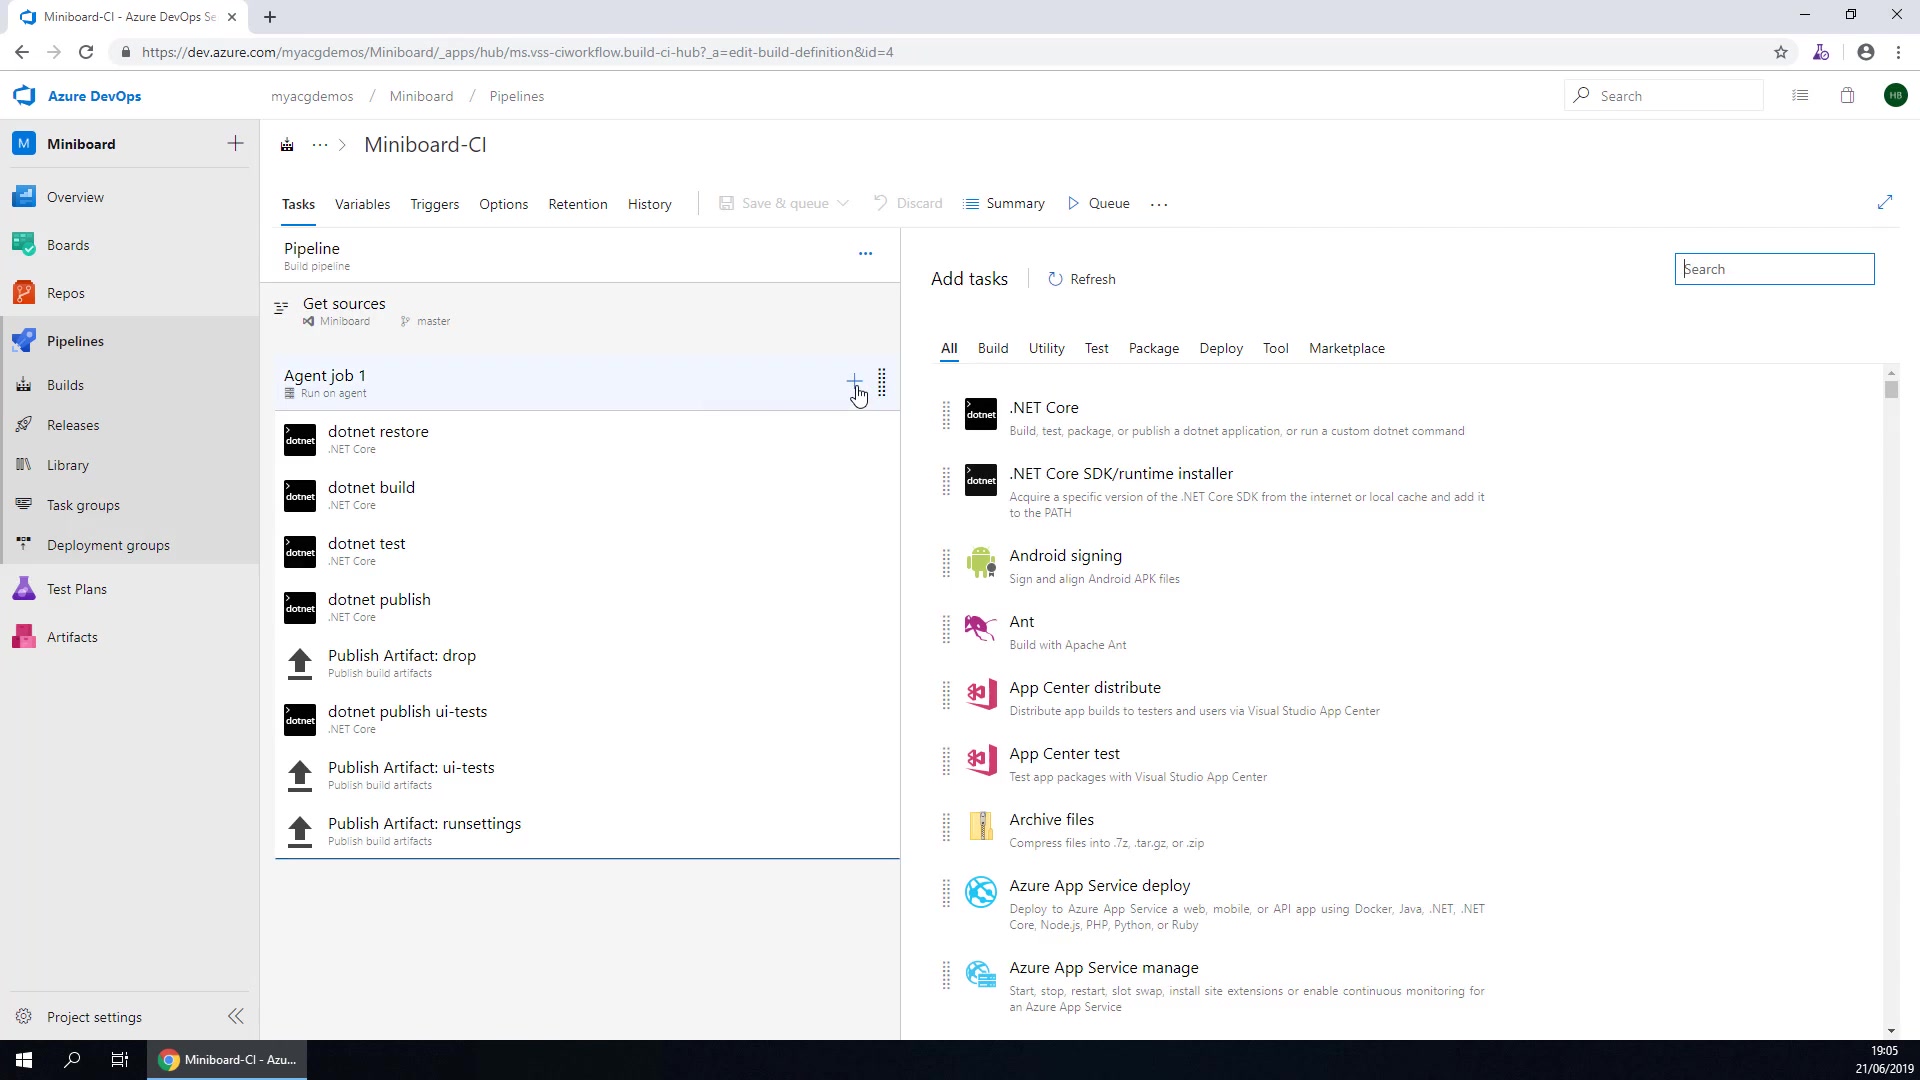 Miniboard-CI - Azure DevOps Se
https://dev.azure.com/myacgdemos/Miniboard/_apps/hub/ms.vss-ciworkflow.build-ci-hub?_a=edit-build-definition&id=4
Azure DevOps
myacgdemos / Miniboard / Pipelines
Search
HB
M Miniboard
... > Miniboard-CI
Overview
Boards
Repos
Pipelines
Builds
Releases
Library
Task groups
Deployment groups
Test Plans
Artifacts
Project settings
Tasks Variables Triggers Options Retention History Save & queue Discard Summary Queue ...
Pipeline
Build pipeline
...
Get sources
Miniboard master
Agent job 1
Run on agent
dotnet dotnet restore
.NET Core
dotnet dotnet build
.NET Core
dotnet dotnet test
.NET Core
dotnet dotnet publish
.NET Core
Publish Artifact: drop
Publish build artifacts
dotnet dotnet publish ui-tests
.NET Core
Publish Artifact: ui-tests
Publish build artifacts
Publish Artifact: runsettings
Publish build artifacts
Add tasks Refresh
Search
All Build Utility Test Package Deploy Tool Marketplace
dotnet .NET Core
Build, test, package, or publish a dotnet application, or run a custom dotnet command
dotnet .NET Core SDK/runtime installer
Acquire a specific version of the .NET Core SDK from the internet or local cache and add it
to the PATH
Android signing
Sign and align Android APK files
Ant
Build with Apache Ant
App Center distribute
Distribute app builds to testers and users via Visual Studio App Center
App Center test
Test app packages with Visual Studio App Center
Archive files
Compress files into .7z, .tar.gz, or .zip
Azure App Service deploy
Deploy to Azure App Service a web, mobile, or API app using Docker, Java, .NET, .NET
Core, Node.js, PHP, Python, or Ruby
Azure App Service manage
Start, stop, restart, slot swap, install site extensions or enable continuous monitoring for
an Azure App Service
Miniboard-CI - Azu...
19:05
21/06/2019